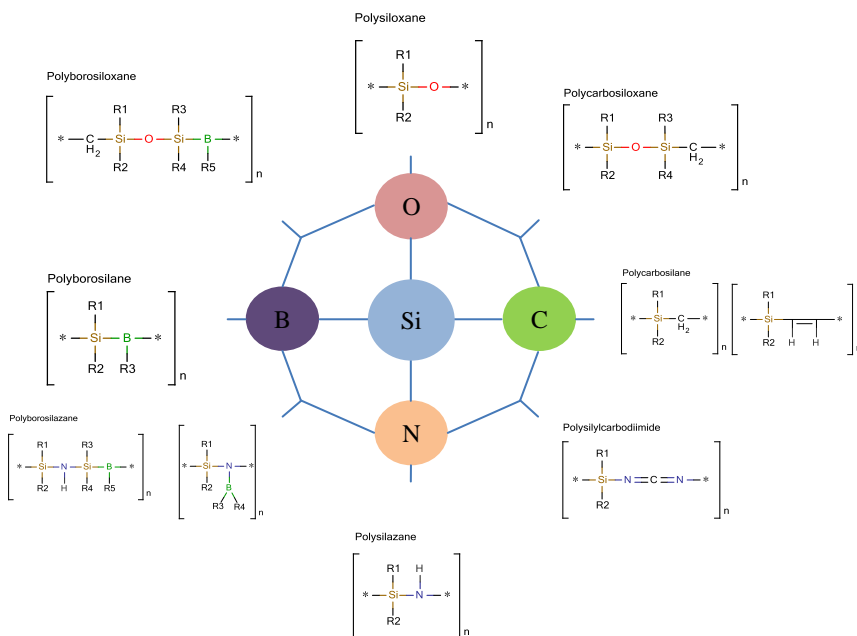 Polysiloxane
R1
* Si O *
R2
n
Polyborosiloxane
R1 R3
* C Si O Si B *
H2
R2 R4 R5
n
Polycarbosiloxane
R1 R3
* Si O Si C *
H2
R2 R4
n
O
B
Si
C
N
Polyborosilane
R1
* Si B *
R2 R3
n
Polycarbosilane
R1
* Si C *
H2
R2
n
R1
* Si *
R2 H H
n
Polyborosilazane
R1 R3
* Si N Si B *
H
R2 R4 R5
n
R1
* Si N *
R2
B
R3 R4
n
Polysilylcarbodiimide
R1
* Si N C N *
R2
n
Polysilazane
R1 H
* Si N *
R2
n